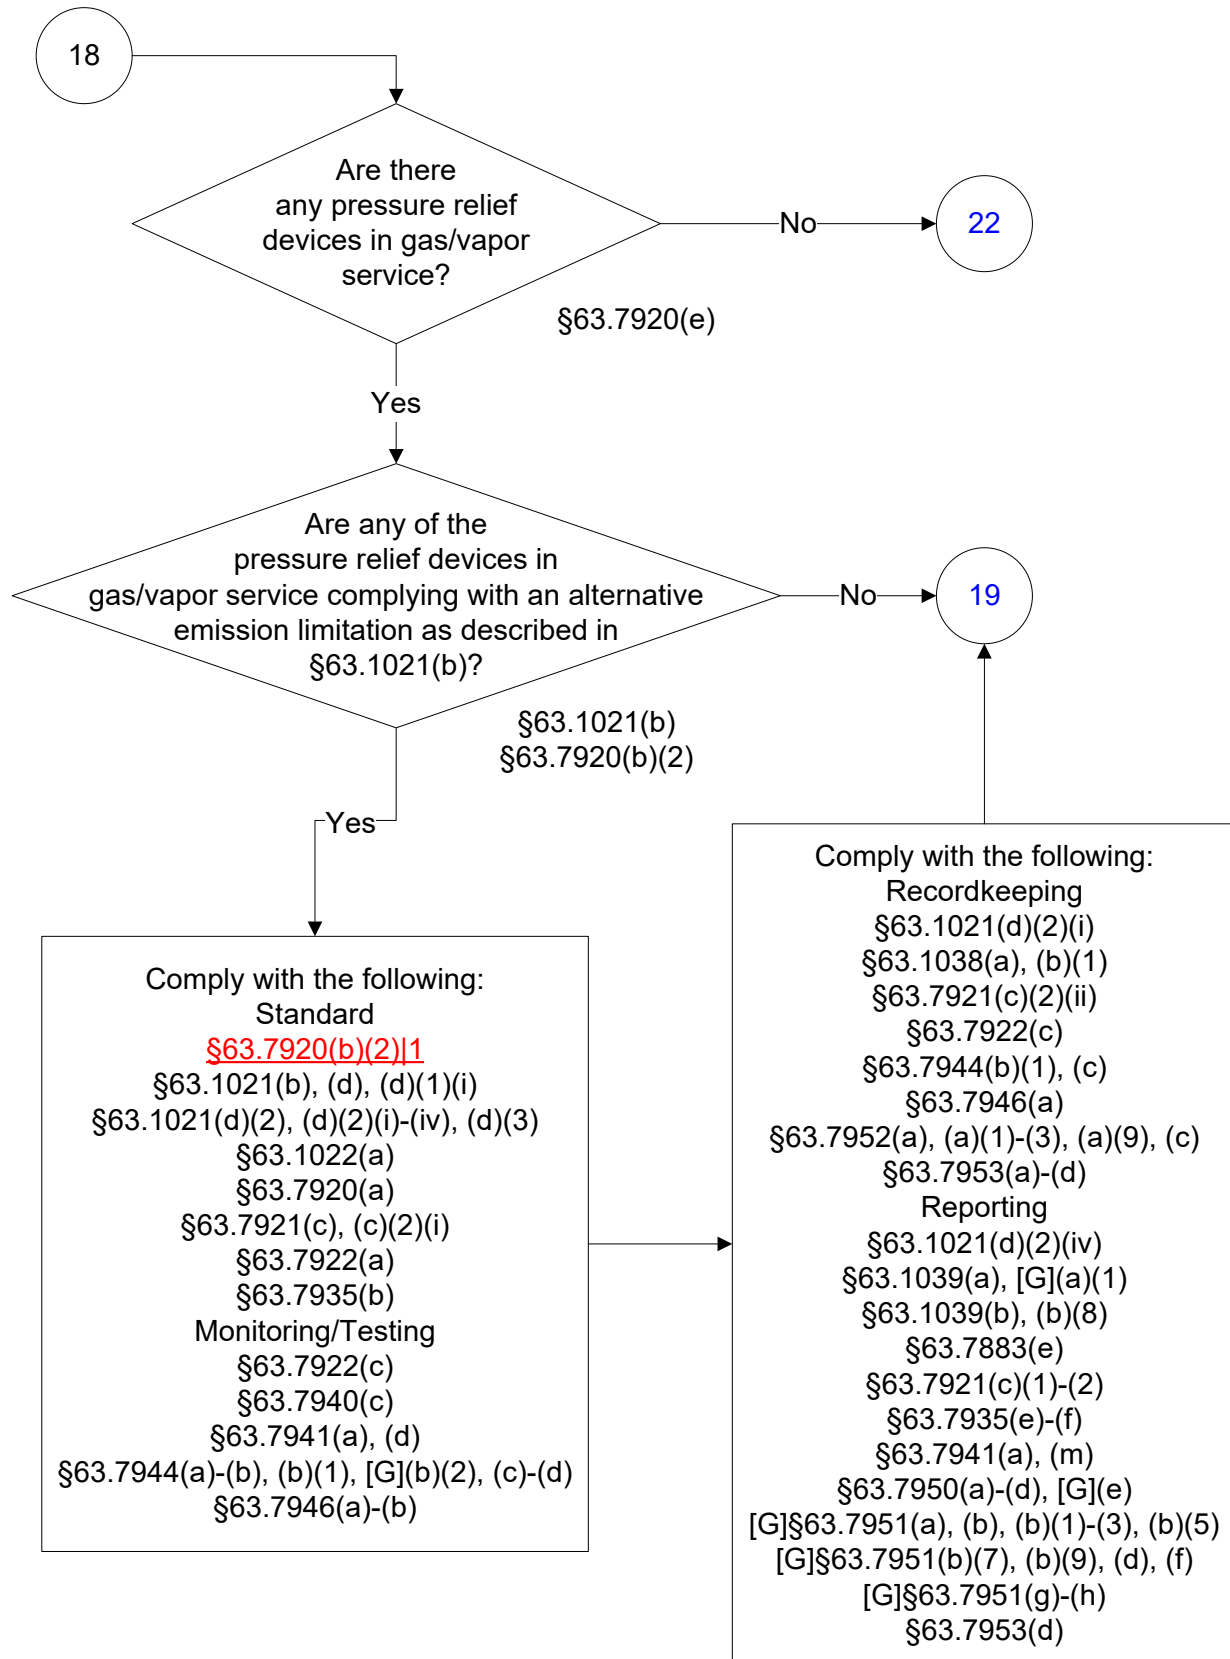 18
Are there
any pressure relief
devices in gas/vapor
service?
No
22
§63.7920(e)
Yes
Are any of the
pressure relief devices in
gas/vapor service complying with an alternative
emission limitation as described in
§63.1021(b)?
No
19
§63.1021(b)
§63.7920(b)(2)
Yes
Comply with the following:
Standard
§63.7920(b)(2)|1
§63.1021(b), (d), (d)(1)(i)
§63.1021(d)(2), (d)(2)(i)-(iv), (d)(3)
§63.1022(a)
§63.7920(a)
§63.7921(c), (c)(2)(i)
§63.7922(a)
§63.7935(b)
Monitoring/Testing
§63.7922(c)
§63.7940(c)
§63.7941(a), (d)
§63.7944(a)-(b), (b)(1), [G](b)(2), (c)-(d)
§63.7946(a)-(b)
Comply with the following:
Recordkeeping
§63.1021(d)(2)(i)
§63.1038(a), (b)(1)
§63.7921(c)(2)(ii)
§63.7922(c)
§63.7944(b)(1), (c)
§63.7946(a)
§63.7952(a), (a)(1)-(3), (a)(9), (c)
§63.7953(a)-(d)
Reporting
§63.1021(d)(2)(iv)
§63.1039(a), [G](a)(1)
§63.1039(b), (b)(8)
§63.7883(e)
§63.7921(c)(1)-(2)
§63.7935(e)-(f)
§63.7941(a), (m)
§63.7950(a)-(d), [G](e)
[G]§63.7951(a), (b), (b)(1)-(3), (b)(5)
[G]§63.7951(b)(7), (b)(9), (d), (f)
[G]§63.7951(g)-(h)
§63.7953(d)